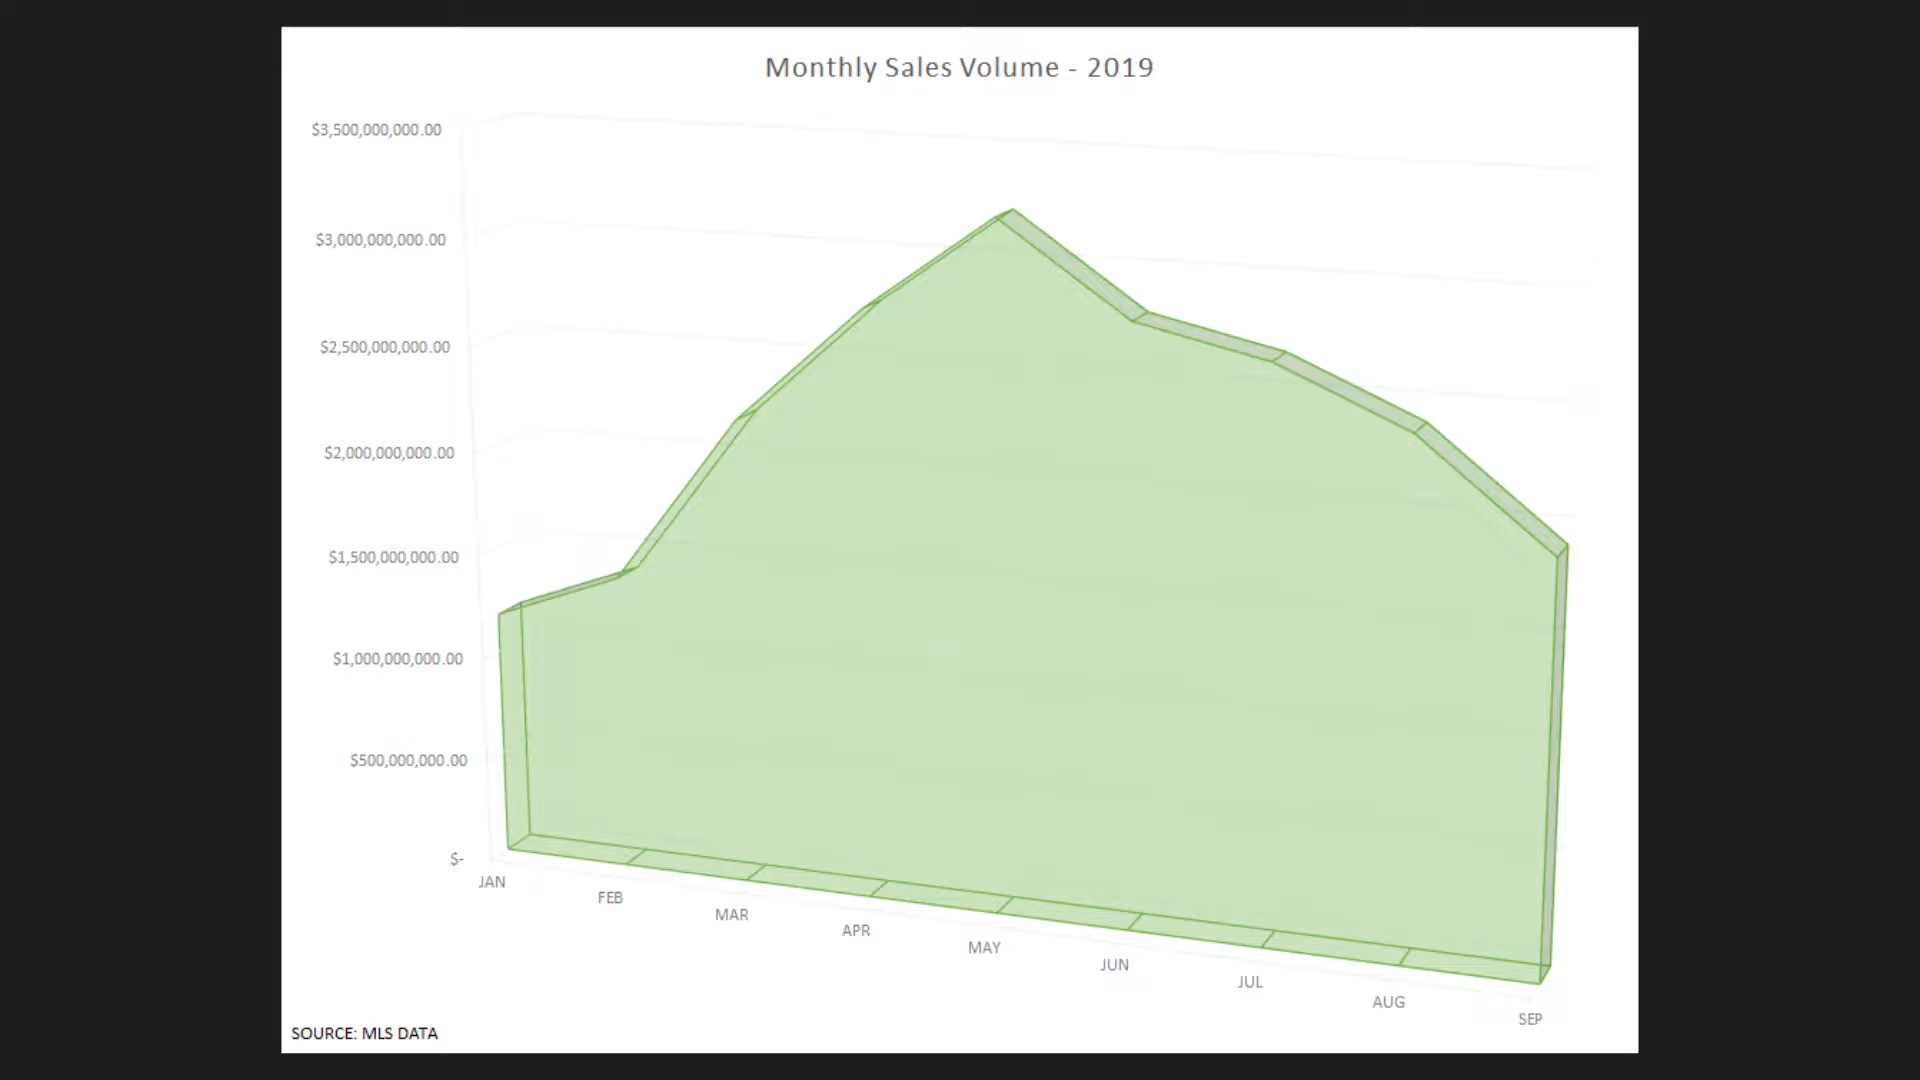 Monthly Sales Volume - 2019
$3,500,000,000.00
$3,000,000,000.00
$2,500,000,000.00
$2,000,000,000.00
$1,500,000,000.00
$1,000,000,000.00
$500,000,000.00
$-
JAN
FEB
MAR
APR
MAY
JUN
JUL
AUG
SEP
SOURCE: MLS DATA